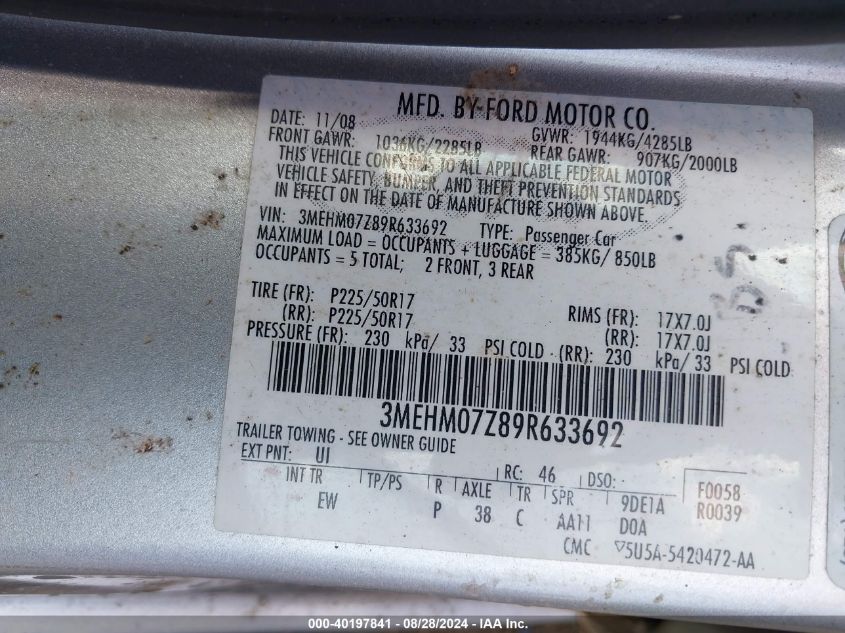 MFD. BY FORD MOTOR CO.
DATE: 11/08 GVWR: 1944KG/4285LB
FRONT GAWR: 1036KG/2285LB REAR GAWR: 907KG/2000LB
THIS VEHICLE CONFORMS TO ALL APPLICABLE FEDERAL MOTOR
VEHICLE SAFETY, BUMPER, AND THEFT PREVENTION STANDARDS
IN EFFECT ON THE DATE OF MANUFACTURE SHOWN ABOVE
VIN: 3MEHM07Z89R633692 TYPE: Passenger Car
MAXIMUM LOAD = OCCUPANTS + LUGGAGE = 385KG/ 850LB
OCCUPANTS = 5 TOTAL; 2 FRONT, 3 REAR
TIRE (FR): P225/50R17 RIMS (FR): 17X7.0J
(RR): P225/50R17 (RR): 17X7.0J
PRESSURE (FR): 230 kPa/ 33 PSI COLD (RR): 230 kPa/ 33 PSI COLD
3MEHM07Z89R633692
TRAILER TOWING - SEE OWNER GUIDE
EXT PNT: UI RC: 46 DSO:
INT TR TP/PS R AXLE TR SPR 9DE1A F0058
EW P 38 C AA11 D0A R0039
CMC ▽5U5A-5420472-AA
000-40197841 / 08/28/2024 - IAA Inc.